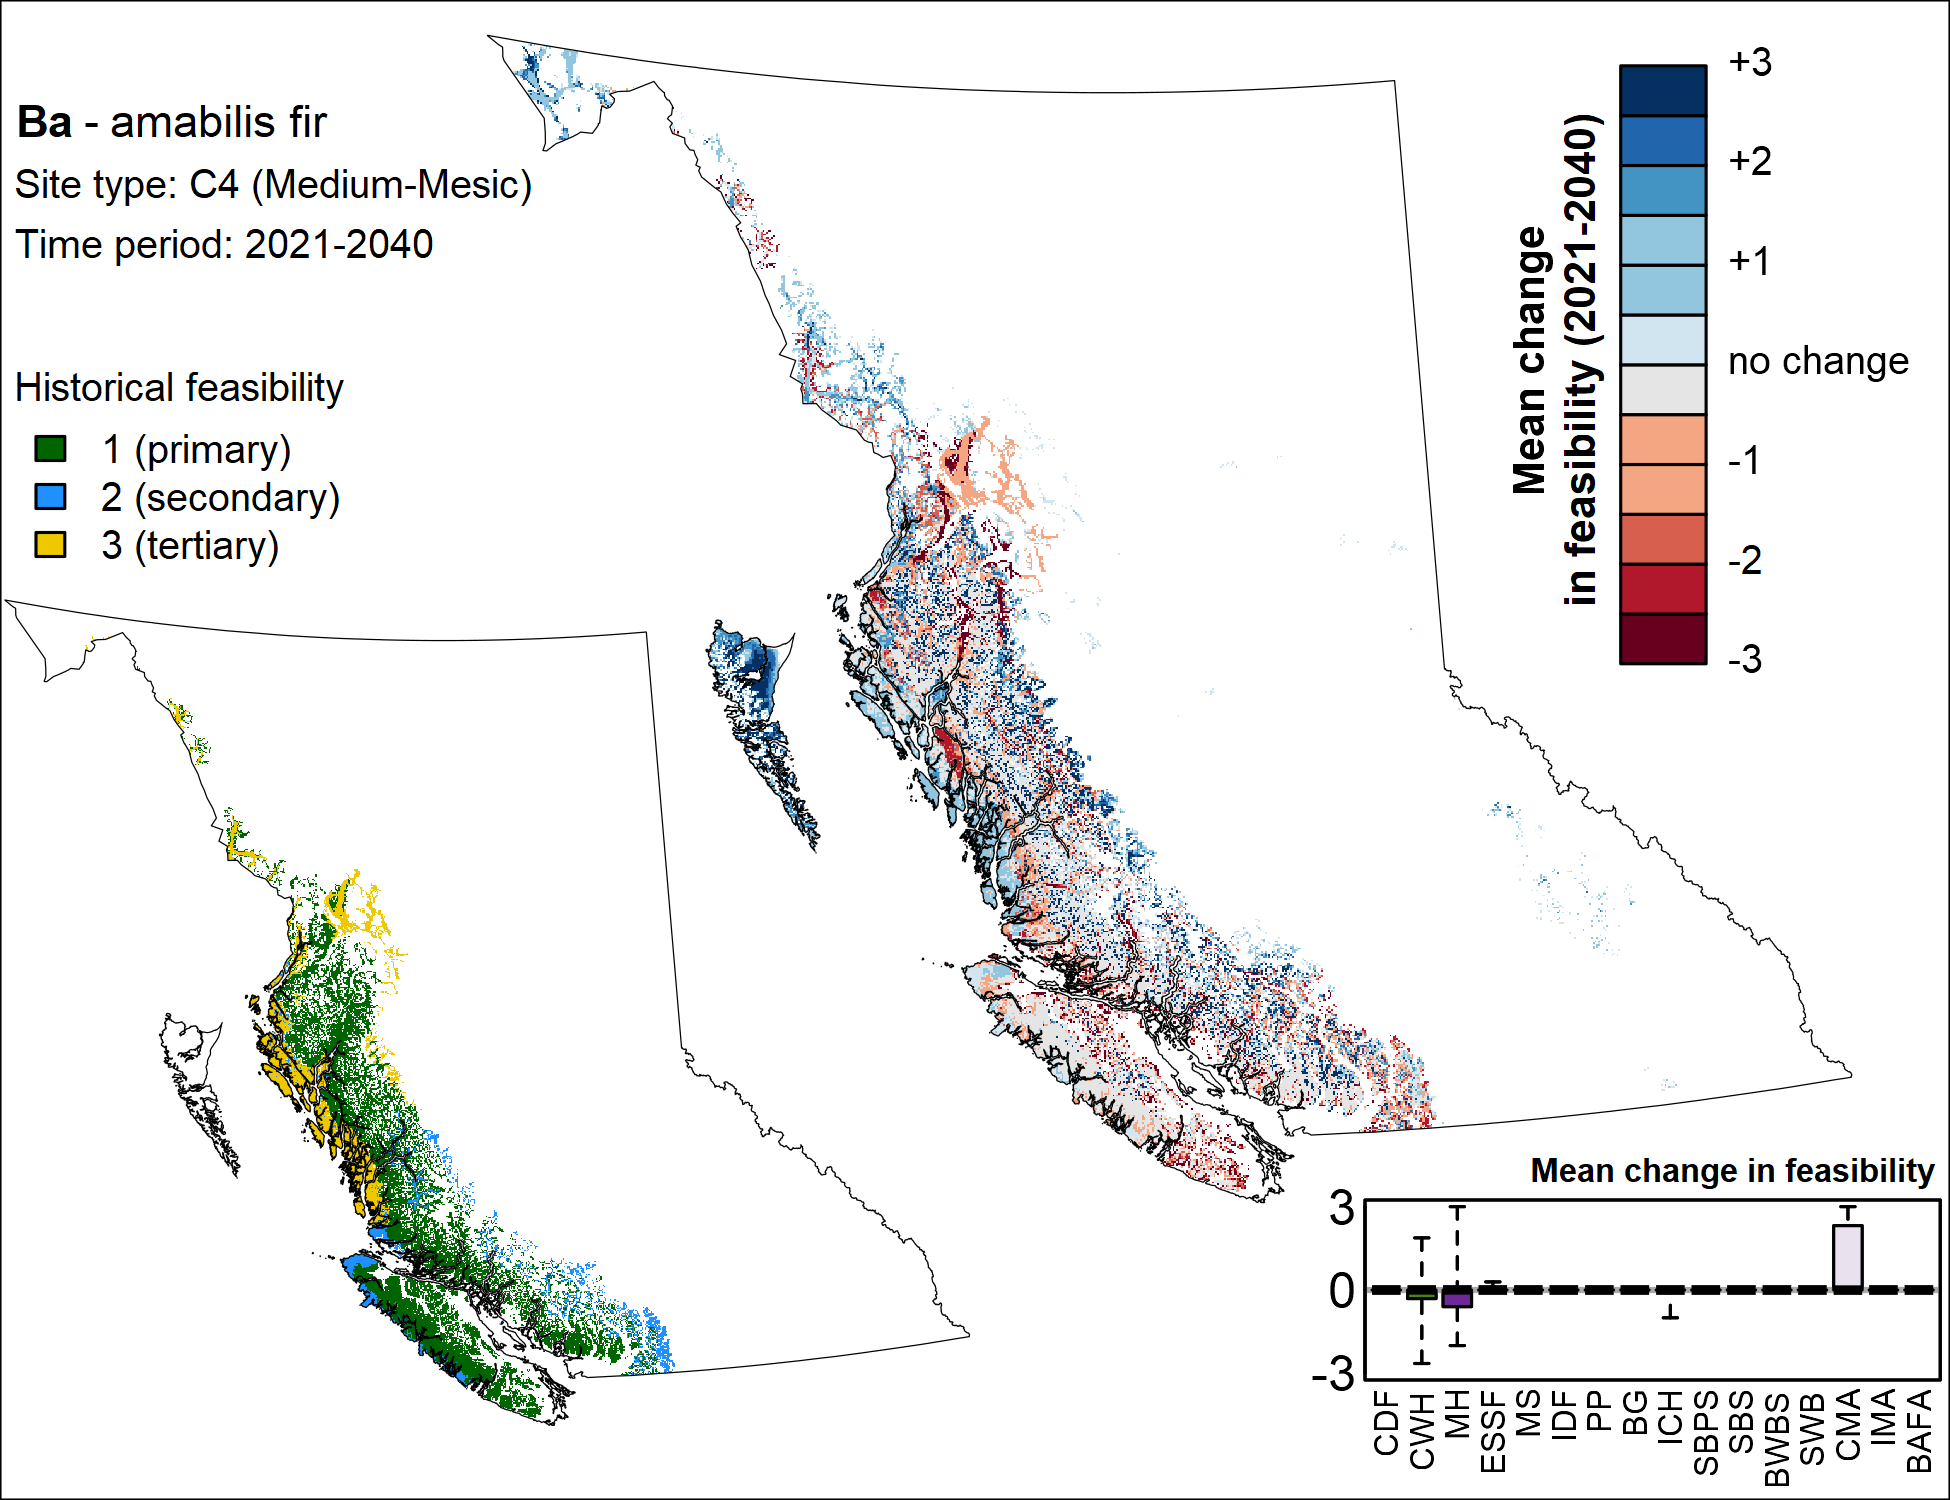 Ba - amabilis fir
Site type: C4 (Medium-Mesic)
Time period: 2021-2040
Historical feasibility
1 (primary)
2 (secondary)
3 (tertiary)
Mean change
in feasibility (2021-2040)
+3
+2
+1
no change
-1
-2
-3
Mean change in feasibility
3
0
-3
CDF
CWH
MH
ESSF
MS
IDF
PP
BG
ICH
SBPS
SBS
BWBS
SWB
CMA
IMA
BAFA